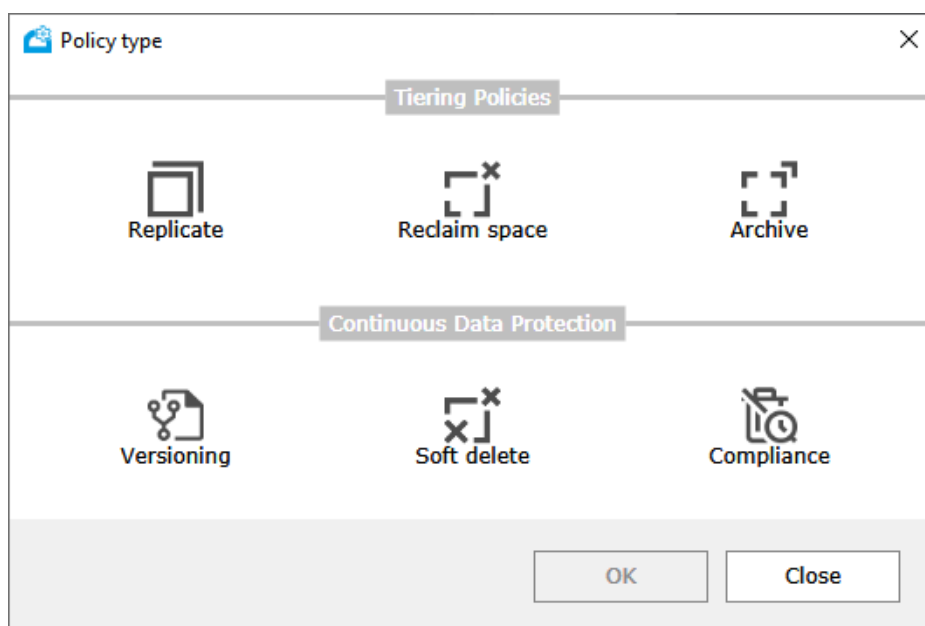 Policy type
Tiering Policies
Replicate
Reclaim space
Archive
Continuous Data Protection
Versioning
Soft delete
Compliance
OK
Close